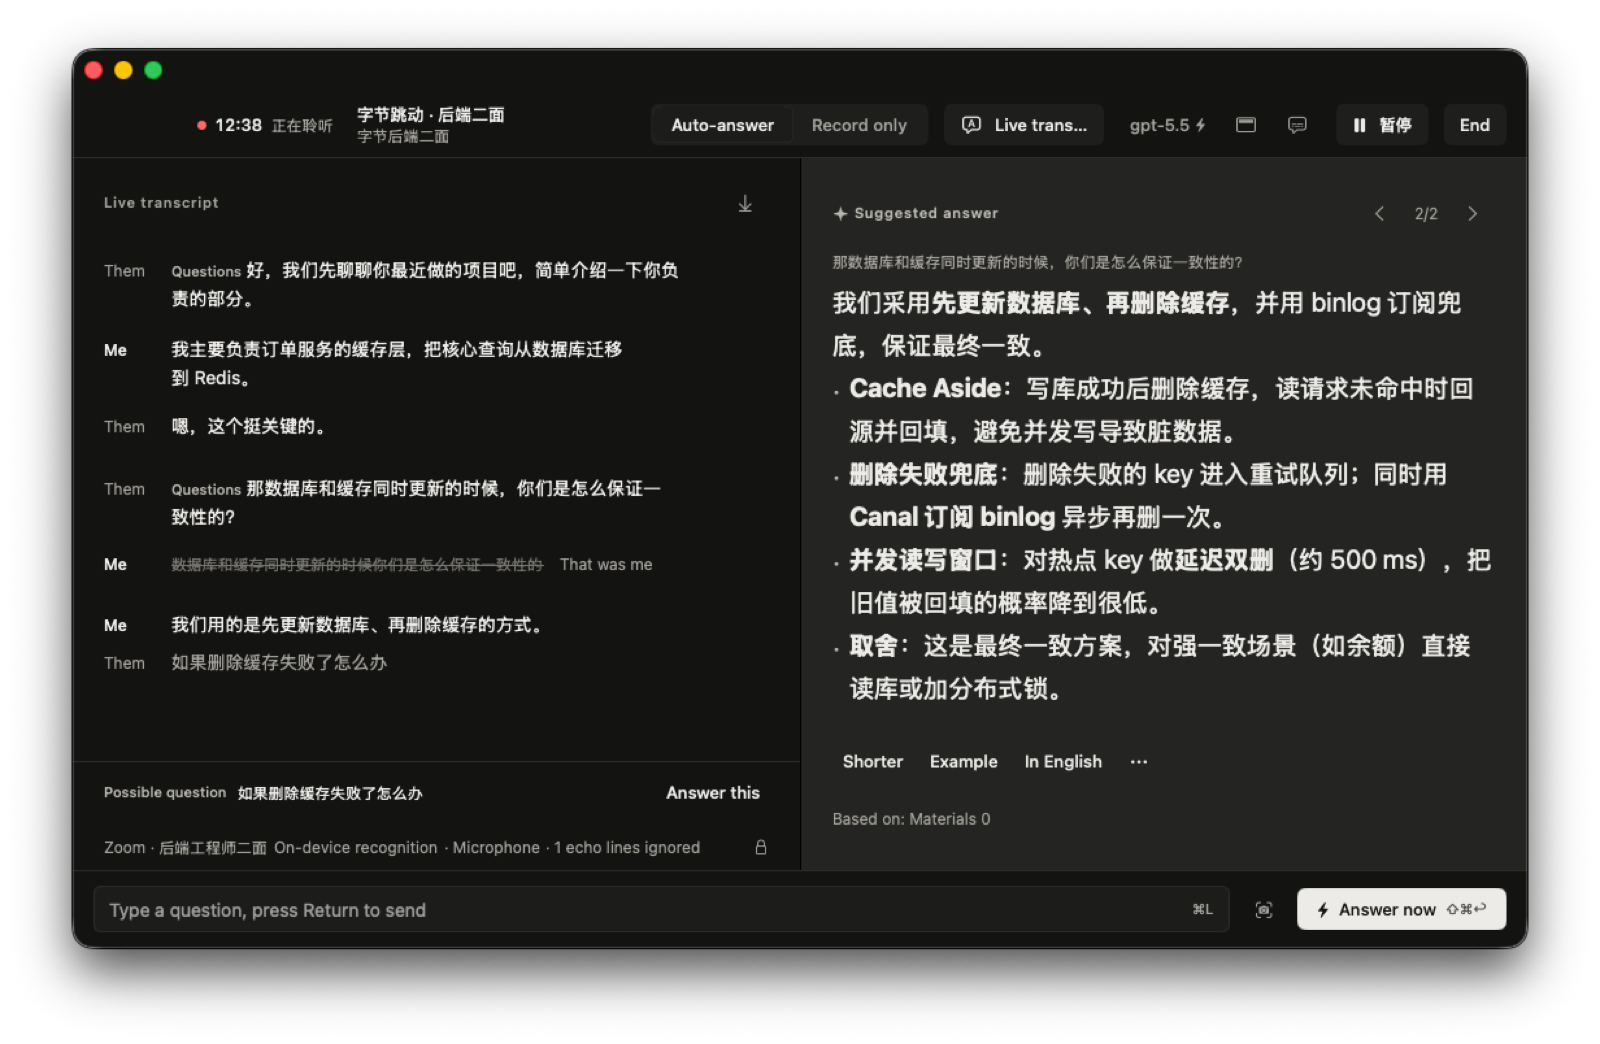 12:38 正在聆听
字节跳动 · 后端二面
字节后端二面
Auto-answer
Record only
Live trans...
gpt-5.5
暂停
End
Live transcript
Them Questions 好，我们先聊聊你最近做的项目吧，简单介绍一下你负
责的部分。
Me 我主要负责订单服务的缓存层，把核心查询从数据库迁移
到 Redis。
Them 嗯，这个挺关键的。
Them Questions 那数据库和缓存同时更新的时候，你们是怎么保证一
致性的？
Me 数据库和缓存同时更新的时候你们是怎么保证一致性的 That was me
Me 我们用的是先更新数据库、再删除缓存的方式。
Them 如果删除缓存失败了怎么办
Possible question 如果删除缓存失败了怎么办 Answer this
Zoom · 后端工程师二面 On-device recognition · Microphone · 1 echo lines ignored
Suggested answer
2/2
那数据库和缓存同时更新的时候，你们是怎么保证一致性的？
我们采用先更新数据库、再删除缓存，并用 binlog 订阅兜
底，保证最终一致。
· Cache Aside：写库成功后删除缓存，读请求未命中时回
源并回填，避免并发写导致脏数据。
· 删除失败兜底：删除失败的 key 进入重试队列；同时用
Canal 订阅 binlog 异步再删一次。
· 并发读写窗口：对热点 key 做延迟双删（约 500 ms），把
旧值被回填的概率降到很低。
· 取舍：这是最终一致方案，对强一致场景（如余额）直接
读库或加分布式锁。
Shorter Example In English ···
Based on: Materials 0
Type a question, press Return to send ⌘L
Answer now ⇧⌘↩